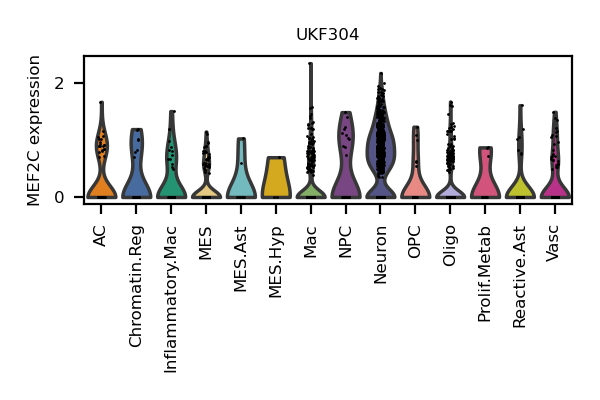 UKF304
MEF2C expression
2
0
AC
Chromatin.Reg
Inflammatory.Mac
MES
MES.Ast
MES.Hyp
Mac
NPC
Neuron
OPC
Oligo
Prolif.Metab
Reactive.Ast
Vasc